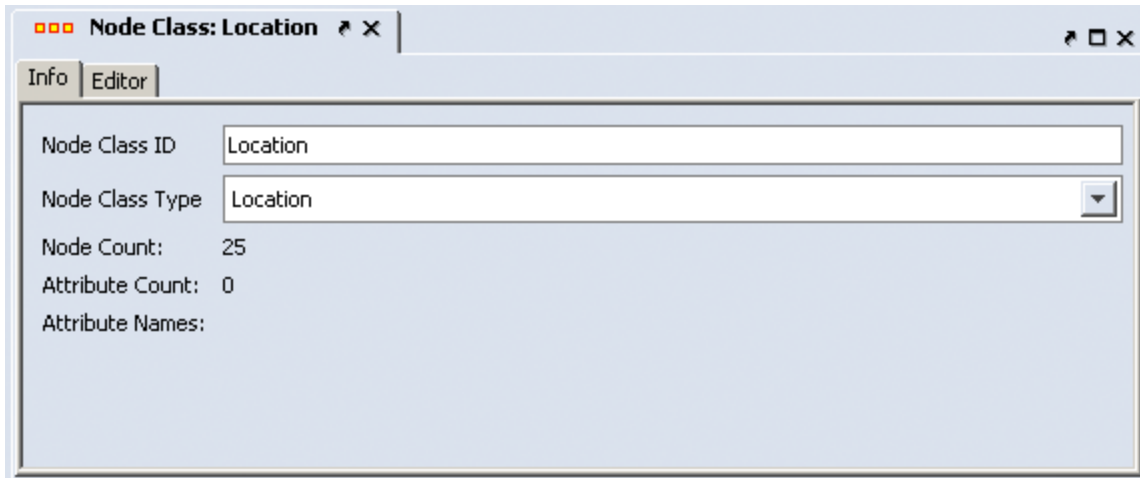 Node Class: Location
Info Editor
Node Class ID Location
Node Class Type Location
Node Count: 25
Attribute Count: 0
Attribute Names: